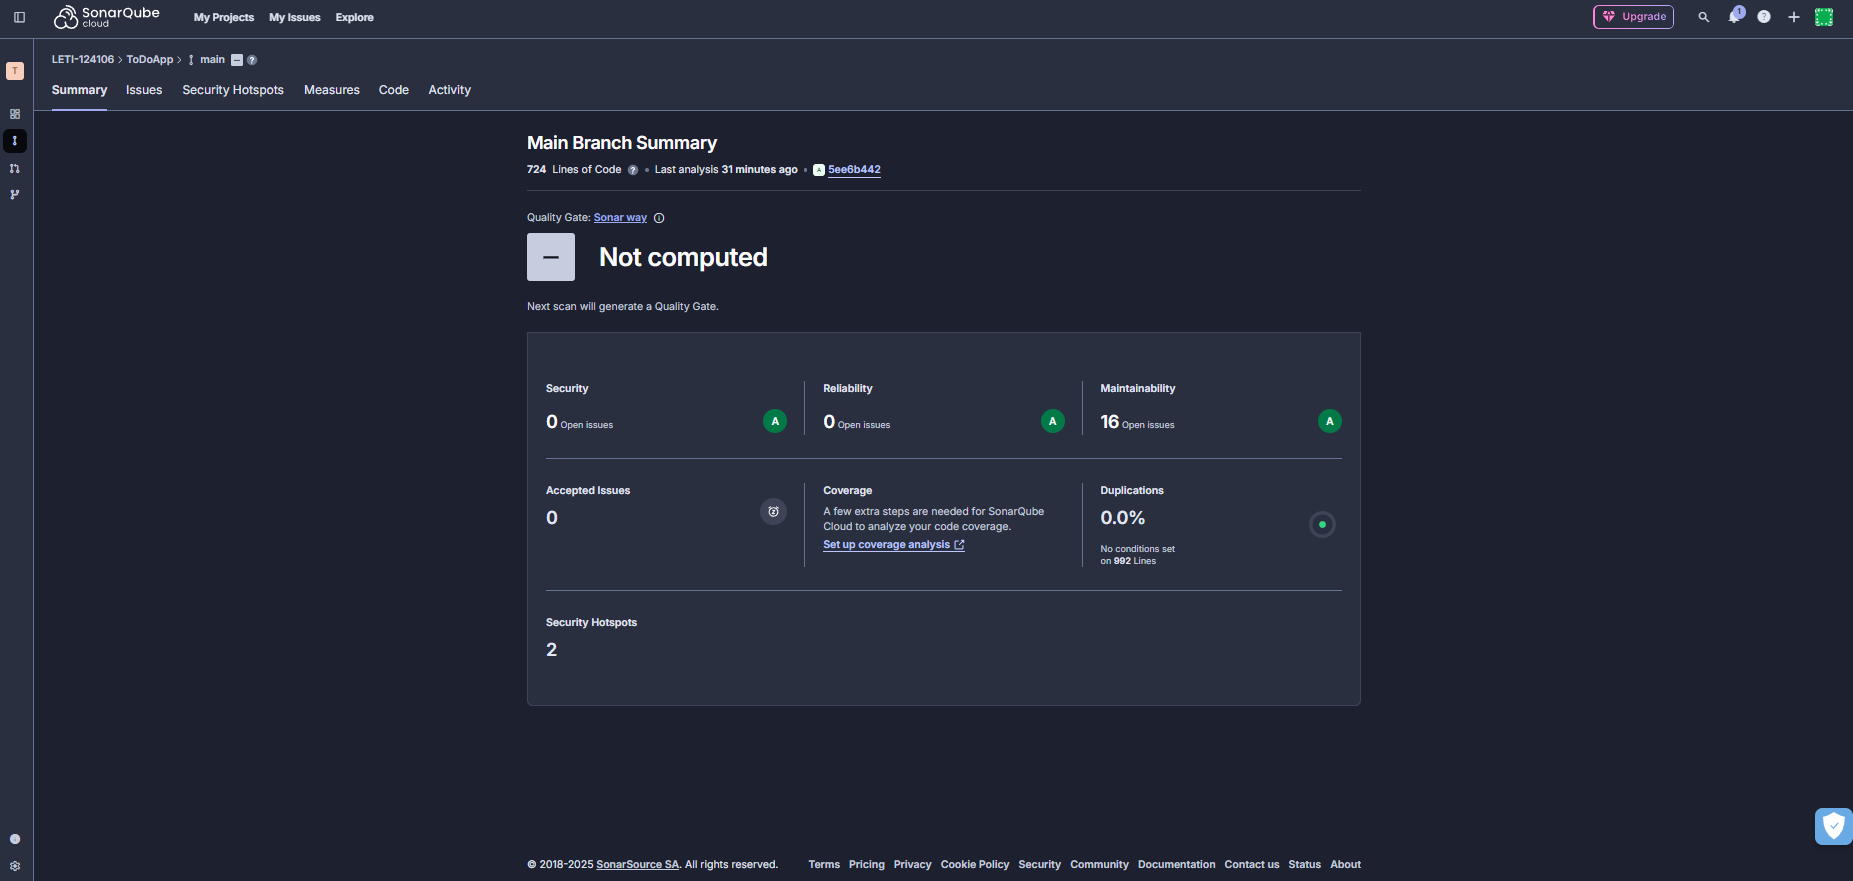 SonarQube cloud
My Projects My Issues Explore
Upgrade
1
?
T
LETI-124106 > ToDoApp > main ?
Summary Issues Security Hotspots Measures Code Activity
Main Branch Summary
724 Lines of Code ? • Last analysis 31 minutes ago • A 5ee6b442
Quality Gate: Sonar way
Not computed
Next scan will generate a Quality Gate.
Security
0 Open issues
A
Reliability
0 Open issues
A
Maintainability
16 Open issues
A
Accepted Issues
0
Coverage
A few extra steps are needed for SonarQube
Cloud to analyze your code coverage.
Set up coverage analysis
Duplications
0.0%
No conditions set
on 992 Lines
Security Hotspots
2
© 2018-2025 SonarSource SA. All rights reserved. Terms Pricing Privacy Cookie Policy Security Community Documentation Contact us Status About